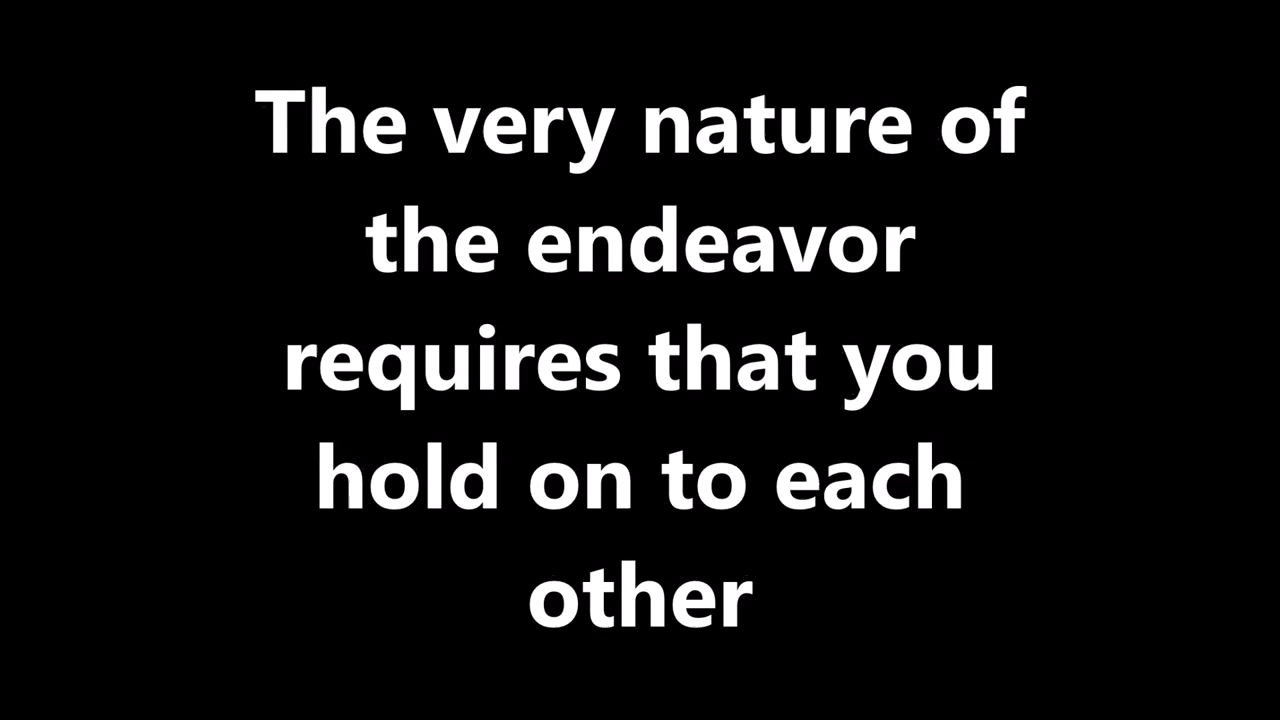 The very nature of
the endeavor
requires that you
hold on to each
other